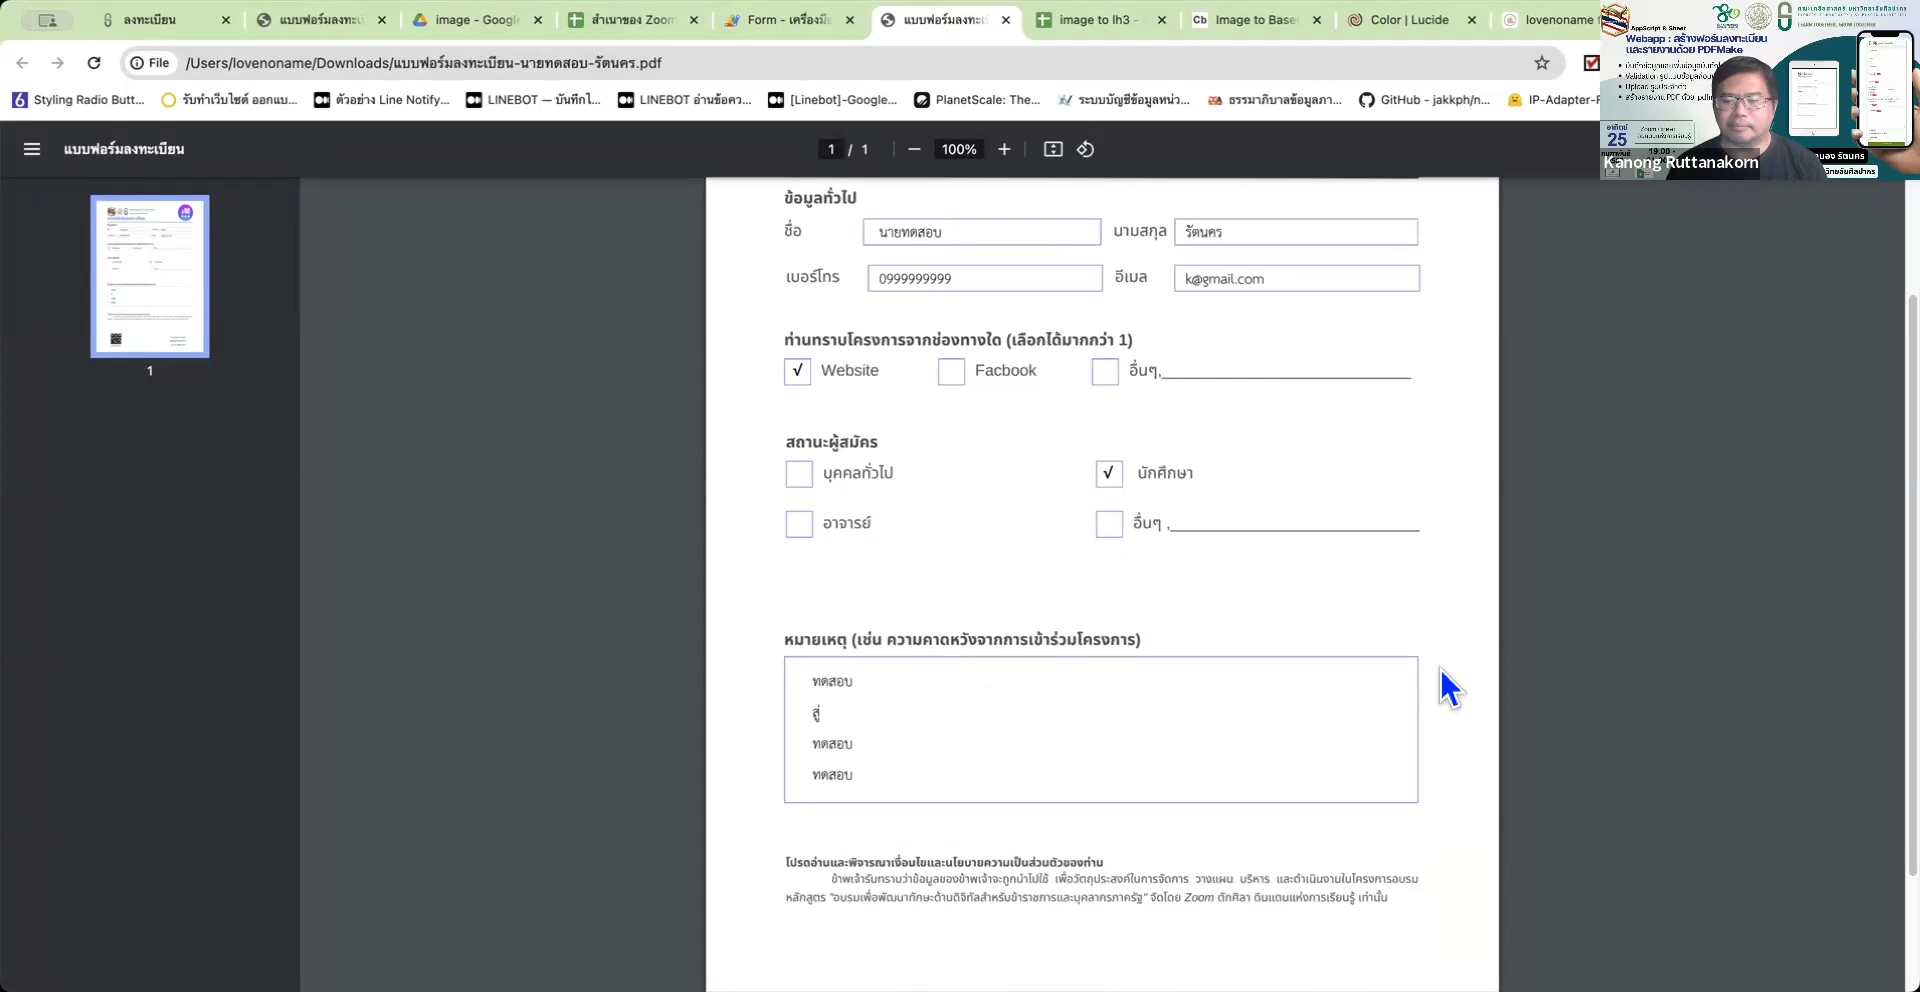 ลงทะเบียน
แบบฟอร์มลงทะเ
image - Google
สำเนาของ Zoom
Form - เครื่องมือ
แบบฟอร์มลงทะเ
image to lh3 -
Cb Image to Base
Color | Lucide
lovenoname
File /Users/lovenoname/Downloads/แบบฟอร์มลงทะเบียน-นายทดสอบ-รัตนคร.pdf
6 Styling Radio Butt...
รับทำเว็บไซต์ ออกแบ...
ตัวอย่าง Line Notify...
LINEBOT — บันทึกไ...
LINEBOT อ่านข้อคว...
[Linebot]-Google...
PlanetScale: The...
ระบบบัญชีข้อมูลหน่ว...
ธรรมาภิบาลข้อมูลภา...
GitHub - jakkph/n...
IP-Adapter-F
AppScript & Sheet
Webapp : สร้างฟอร์มลงทะเบียน
และรายงานด้วย PDFMake
LEARN TOGETHER, GROW TOGETHER
อาทิตย์
25
19.00 -
Kanong Ruttanakorn
แบบฟอร์มลงทะเบียน
1 / 1
100%
1
ข้อมูลทั่วไป
ชื่อ นายทดสอบ นามสกุล รัตนคร
เบอร์โทร 0999999999 อีเมล k@gmail.com
ท่านทราบโครงการจากช่องทางใด (เลือกได้มากกว่า 1)
√ Website Facbook อื่นๆ,______________________________
สถานะผู้สมัคร
บุคคลทั่วไป √ นักศึกษา
อาจารย์ อื่นๆ ,______________________________
หมายเหตุ (เช่น ความคาดหวังจากการเข้าร่วมโครงการ)
ทดสอบ
สู่
ทดสอบ
ทดสอบ
โปรดอ่านและพิจารณาเงื่อนไขและนโยบายความเป็นส่วนตัวของท่าน
ข้าพเจ้ารับทราบว่าข้อมูลของข้าพเจ้าจะถูกนำไปใช้ เพื่อวัตถุประสงค์ในการจัดการ วางแผน บริหาร และดำเนินงานในโครงการอบรม
หลักสูตร "อบรมเพื่อพัฒนาทักษะด้านดิจิทัลสำหรับข้าราชการและบุคลากรภาครัฐ" จัดโดย Zoom ตักศิลา ดินแดนแห่งการเรียนรู้ เท่านั้น